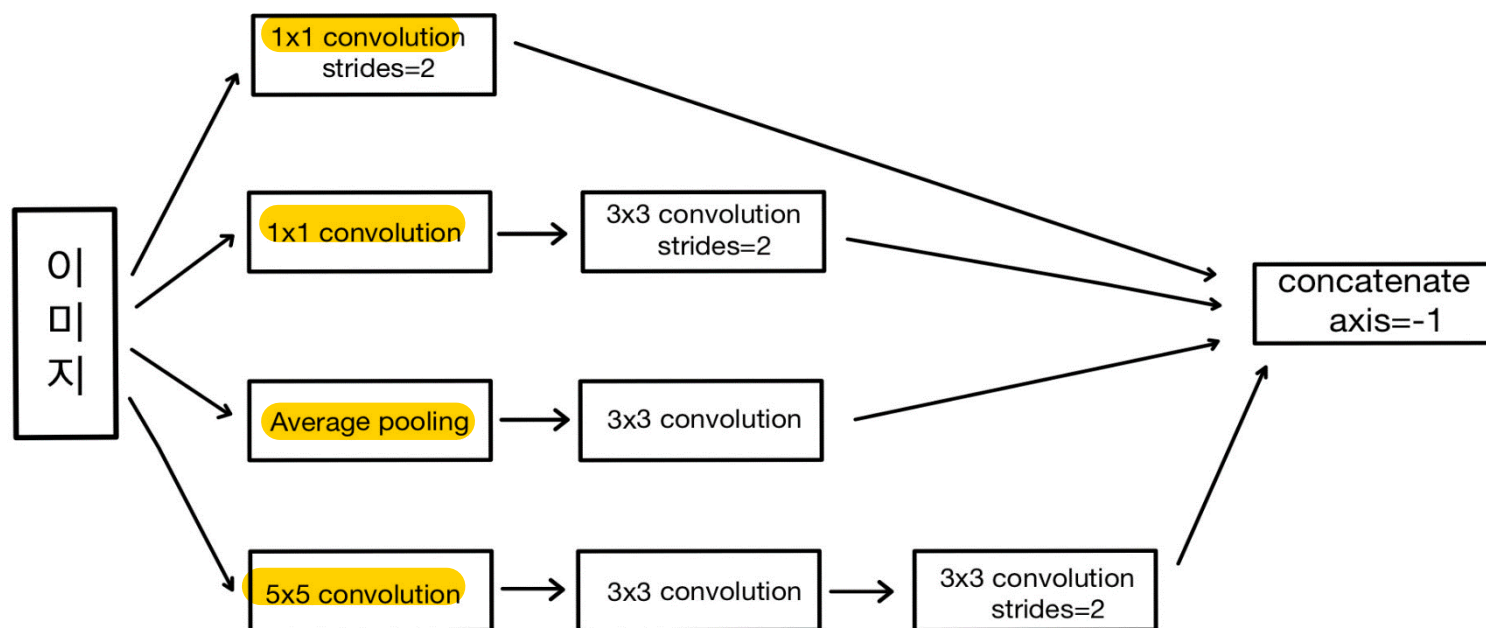 1x1 convolution
strides=2
이
미
지
1x1 convolution
3x3 convolution
strides=2
concatenate
axis=-1
Average pooling
3x3 convolution
5x5 convolution
3x3 convolution
3x3 convolution
strides=2